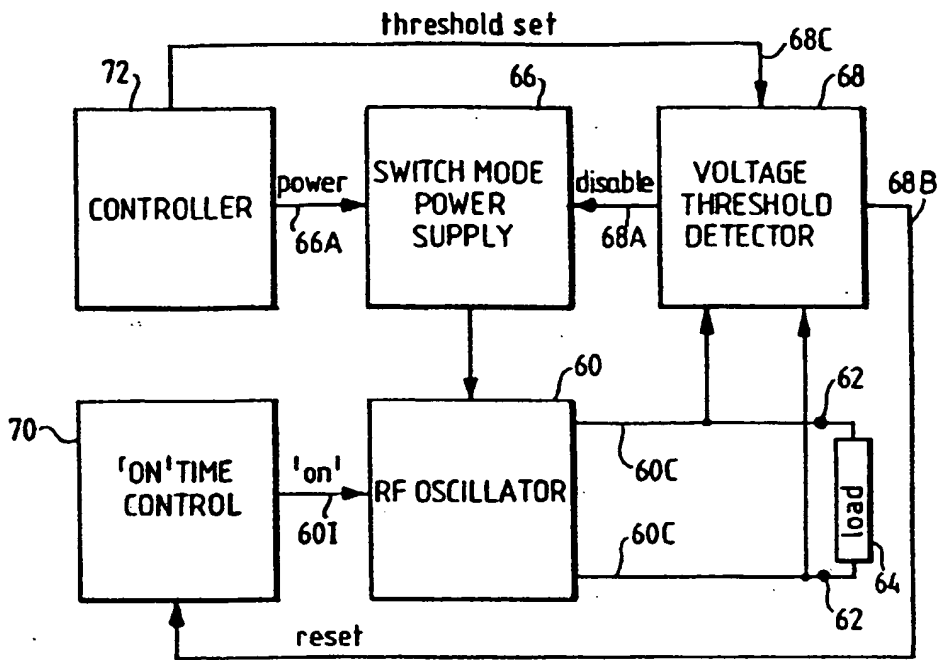 threshold set
68C
72
66
68
CONTROLLER
power
66A
SWITCH MODE
POWER
SUPPLY
disable
68A
VOLTAGE
THRESHOLD
DETECTOR
68B
70
'ON' TIME
CONTROL
'on'
60I
60
RF OSCILLATOR
60C
60C
62
load
64
62
reset